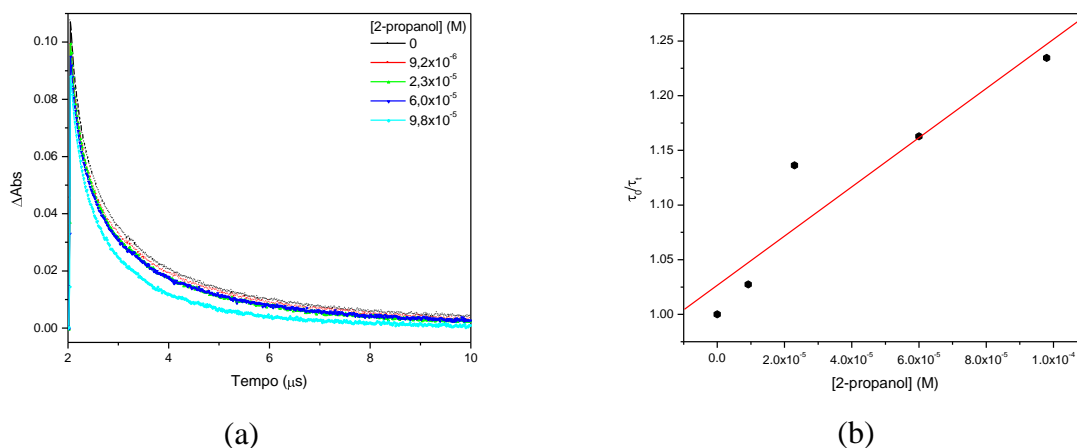 [2-propanol] (M)
0
9,2x10⁻⁶
2,3x10⁻⁵
6,0x10⁻⁵
9,8x10⁻⁵
0.10
0.08
0.06
0.04
0.02
0.00
ΔAbs
2
4
6
8
10
Tempo (μs)
(a)
1.25
1.20
1.15
1.10
1.05
1.00
τ₀/τₜ
0.0
2.0x10⁻⁵
4.0x10⁻⁵
6.0x10⁻⁵
8.0x10⁻⁵
1.0x10⁻⁴
[2-propanol] (M)
(b)